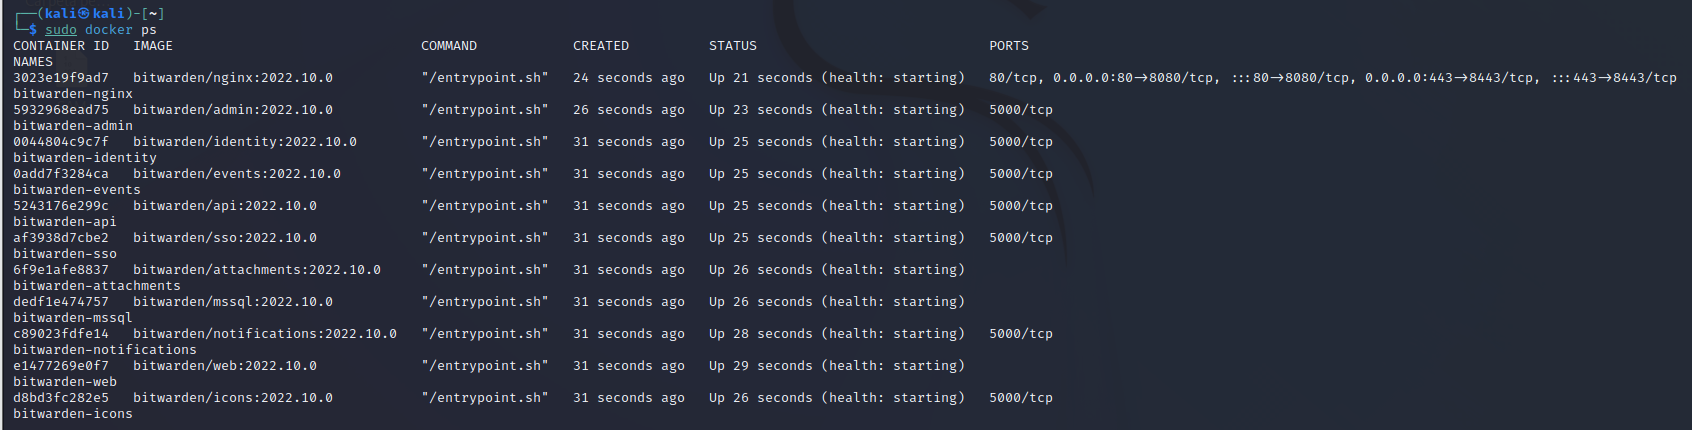 ┌──(kali㉿kali)-[~]
└─$ sudo docker ps
CONTAINER ID   IMAGE                               COMMAND            CREATED          STATUS                             PORTS
NAMES
3023e19f9ad7   bitwarden/nginx:2022.10.0           "/entrypoint.sh"   24 seconds ago   Up 21 seconds (health: starting)   80/tcp, 0.0.0.0:80->8080/tcp, :::80->8080/tcp, 0.0.0.0:443->8443/tcp, :::443->8443/tcp
bitwarden-nginx
5932968ead75   bitwarden/admin:2022.10.0           "/entrypoint.sh"   26 seconds ago   Up 23 seconds (health: starting)   5000/tcp
bitwarden-admin
0044804c9c7f   bitwarden/identity:2022.10.0        "/entrypoint.sh"   31 seconds ago   Up 25 seconds (health: starting)   5000/tcp
bitwarden-identity
0add7f3284ca   bitwarden/events:2022.10.0          "/entrypoint.sh"   31 seconds ago   Up 25 seconds (health: starting)   5000/tcp
bitwarden-events
5243176e299c   bitwarden/api:2022.10.0             "/entrypoint.sh"   31 seconds ago   Up 25 seconds (health: starting)   5000/tcp
bitwarden-api
af3938d7cbe2   bitwarden/sso:2022.10.0             "/entrypoint.sh"   31 seconds ago   Up 25 seconds (health: starting)   5000/tcp
bitwarden-sso
6f9e1afe8837   bitwarden/attachments:2022.10.0     "/entrypoint.sh"   31 seconds ago   Up 26 seconds (health: starting)
bitwarden-attachments
dedf1e474757   bitwarden/mssql:2022.10.0           "/entrypoint.sh"   31 seconds ago   Up 26 seconds (health: starting)
bitwarden-mssql
c89023fdfe14   bitwarden/notifications:2022.10.0   "/entrypoint.sh"   31 seconds ago   Up 28 seconds (health: starting)   5000/tcp
bitwarden-notifications
e1477269e0f7   bitwarden/web:2022.10.0             "/entrypoint.sh"   31 seconds ago   Up 29 seconds (health: starting)
bitwarden-web
d8bd3fc282e5   bitwarden/icons:2022.10.0           "/entrypoint.sh"   31 seconds ago   Up 26 seconds (health: starting)   5000/tcp
bitwarden-icons